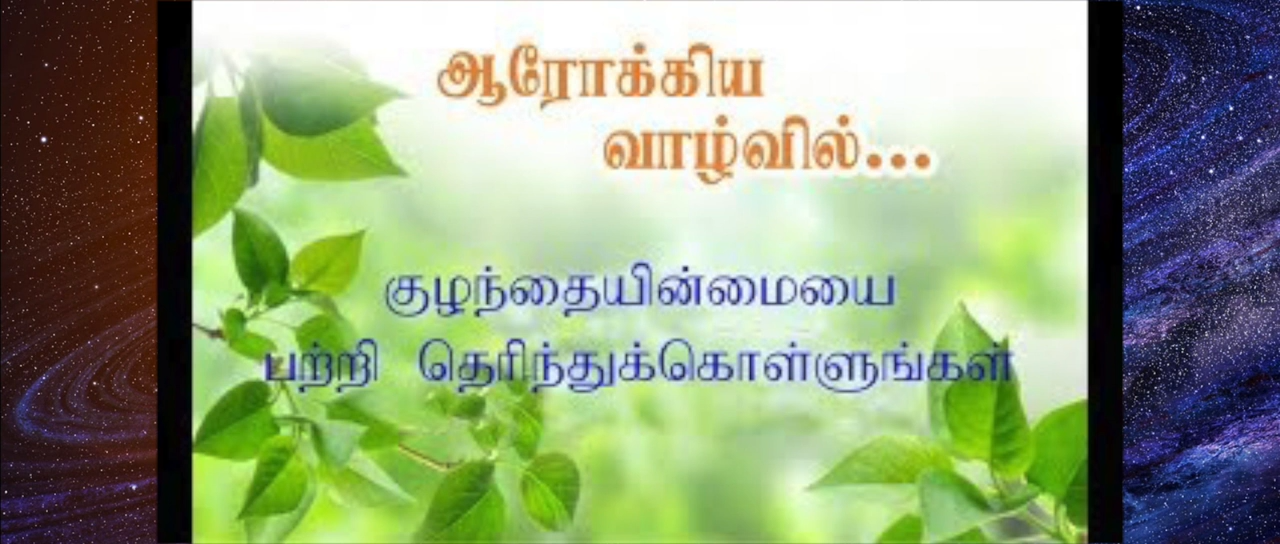 ஆரோக்கிய
வாழ்வில்...
குழந்தையின்மையை
பற்றி தெரிந்துக்கொள்ளுங்கள்